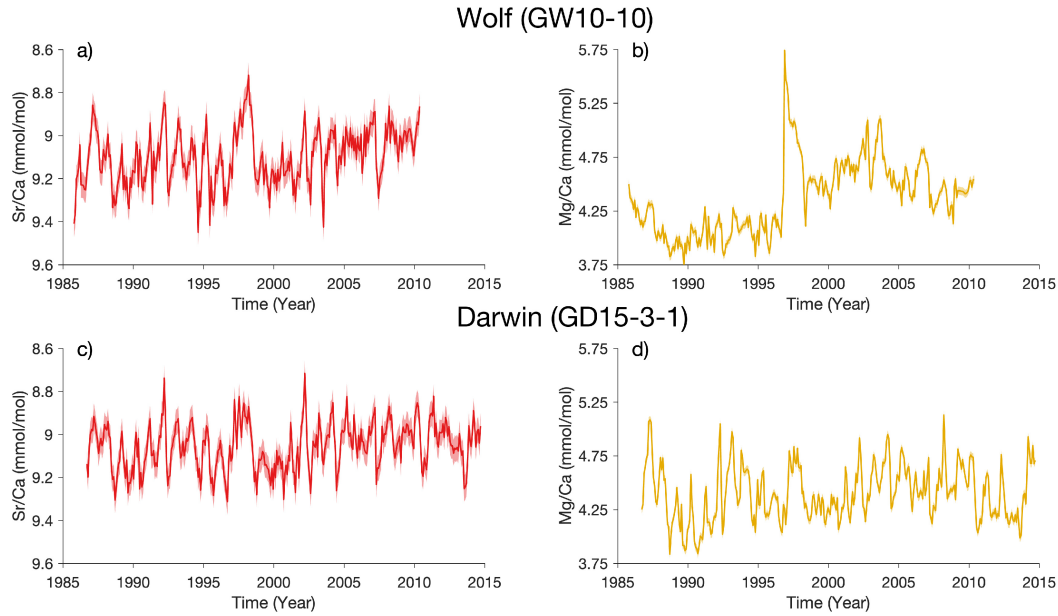 Wolf (GW10-10)
a)
8.6
8.8
9
9.2
9.4
9.6
Sr/Ca (mmol/mol)
1985 1990 1995 2000 2005 2010 2015
Time (Year)
b)
5.75
5.25
4.75
4.25
3.75
Mg/Ca (mmol/mol)
1985 1990 1995 2000 2005 2010 2015
Time (Year)
Darwin (GD15-3-1)
c)
8.6
8.8
9
9.2
9.4
9.6
Sr/Ca (mmol/mol)
1985 1990 1995 2000 2005 2010 2015
Time (Year)
d)
5.75
5.25
4.75
4.25
3.75
Mg/Ca (mmol/mol)
1985 1990 1995 2000 2005 2010 2015
Time (Year)